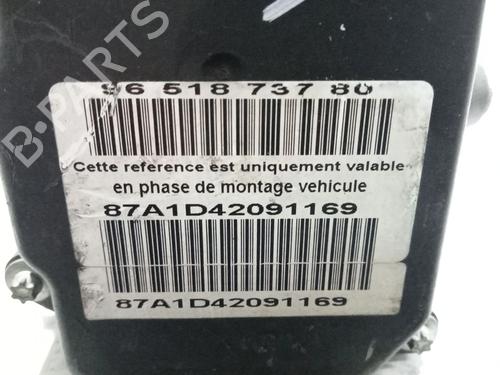 96 518 737 80
Cette reference est uniquement valable
en phase de montage vehicule
87A1D42091169
87A1D42091169
B-PARTS